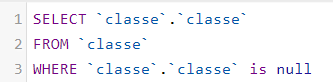 1 SELECT `classe`.`classe`
2 FROM `classe`
3 WHERE `classe`.`classe` is null